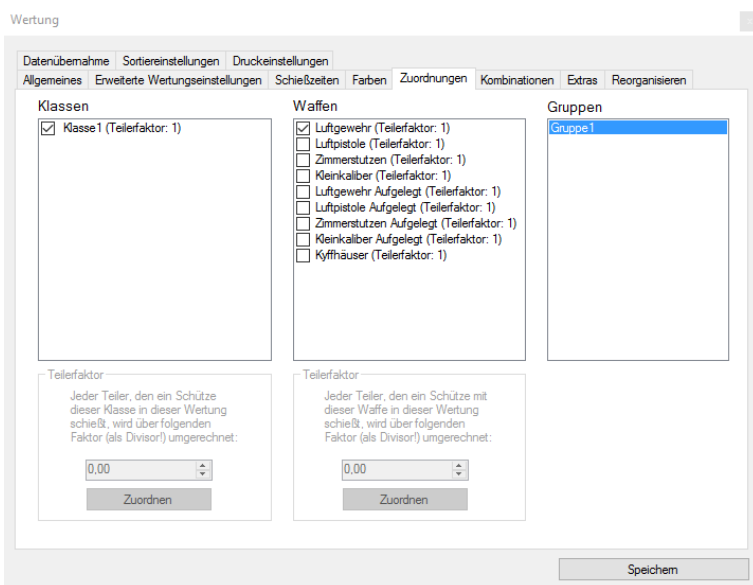 Wertung
Datenübernahme Sortiereinstellungen Druckeinstellungen
Allgemeines Erweiterte Wertungseinstellungen Schießzeiten Farben Zuordnungen Kombinationen Extras Reorganisieren
Klassen
Klasse1 (Teilerfaktor: 1)
Waffen
Luftgewehr (Teilerfaktor: 1)
Luftpistole (Teilerfaktor: 1)
Zimmerstutzen (Teilerfaktor: 1)
Kleinkaliber (Teilerfaktor: 1)
Luftgewehr Aufgelegt (Teilerfaktor: 1)
Luftpistole Aufgelegt (Teilerfaktor: 1)
Zimmerstutzen Aufgelegt (Teilerfaktor: 1)
Kleinkaliber Aufgelegt (Teilerfaktor: 1)
Kyffhäuser (Teilerfaktor: 1)
Gruppen
Gruppe1
Teilerfaktor
Jeder Teiler, den ein Schütze
dieser Klasse in dieser Wertung
schießt, wird über folgenden
Faktor (als Divisor!) umgerechnet:
0,00
Zuordnen
Teilerfaktor
Jeder Teiler, den ein Schütze mit
dieser Waffe in dieser Wertung
schießt, wird über folgenden
Faktor (als Divisor!) umgerechnet:
0,00
Zuordnen
Speichern